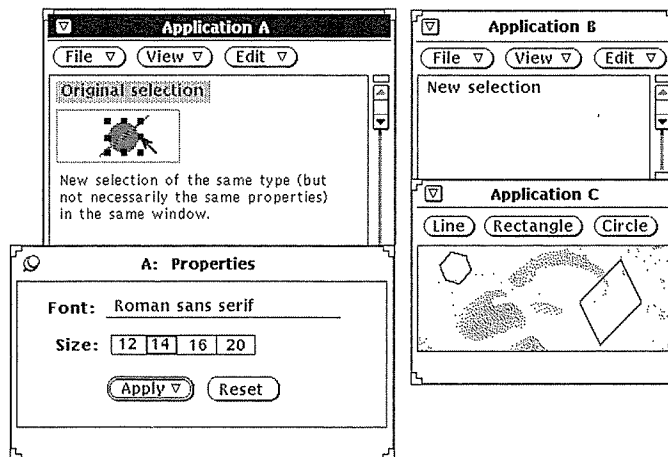 Application A
File View Edit
Original selection
New selection of the same type (but
not necessarily the same properties)
in the same window.
A: Properties
Font: Roman sans serif
Size: 12 14 16 20
Apply Reset
Application B
File View Edit
New selection
Application C
Line Rectangle Circle